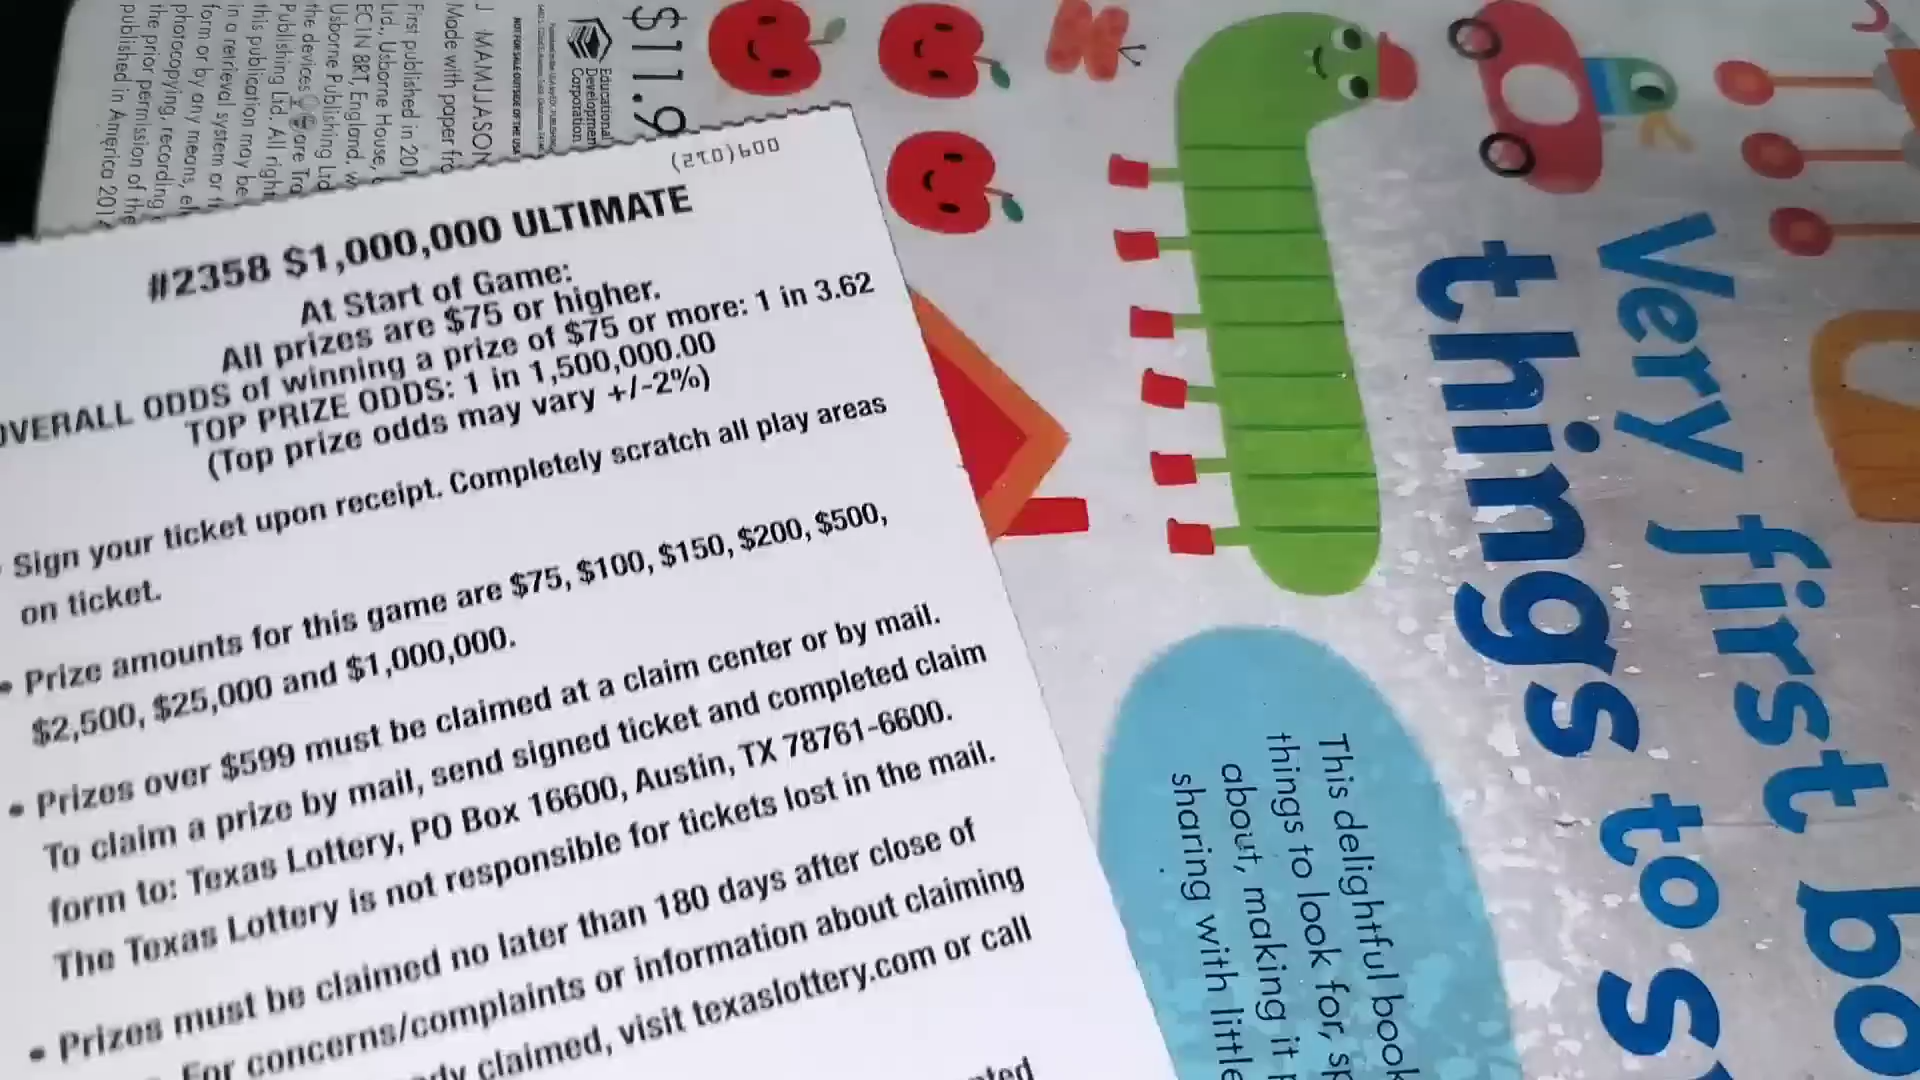 (210)600
#2358 $1,000,000 ULTIMATE
At Start of Game:
All prizes are $75 or higher.
OVERALL ODDS of winning a prize of $75 or more: 1 in 3.62
TOP PRIZE ODDS: 1 in 1,500,000.00
(Top prize odds may vary +/-2%)
Sign your ticket upon receipt. Completely scratch all play areas
on ticket.
• Prize amounts for this game are $75, $100, $150, $200, $500,
$2,500, $25,000 and $1,000,000.
• Prizes over $599 must be claimed at a claim center or by mail.
To claim a prize by mail, send signed ticket and completed claim
form to: Texas Lottery, PO Box 16600, Austin, TX 78761-6600.
The Texas Lottery is not responsible for tickets lost in the mail.
• Prizes must be claimed no later than 180 days after close of
For concerns/complaints or information about claiming
claimed, visit texaslottery.com or call
$11.9
Educational
Development
Corporation
NOT FOR SALE OUTSIDE OF THE USA
J MAMJJASON
Made with paper
First published in
Ltd., Usborne House,
EC1N 8RT, England,
Usborne Publishing Ltd
the devices are
Publishing Ltd. All
this publication may be
in a retrieval system or
form or by any means,
photocopying, recording
the prior permission of the
published in America
Very first
things to
This delightful book
things to look for,
about, making it
sharing with little